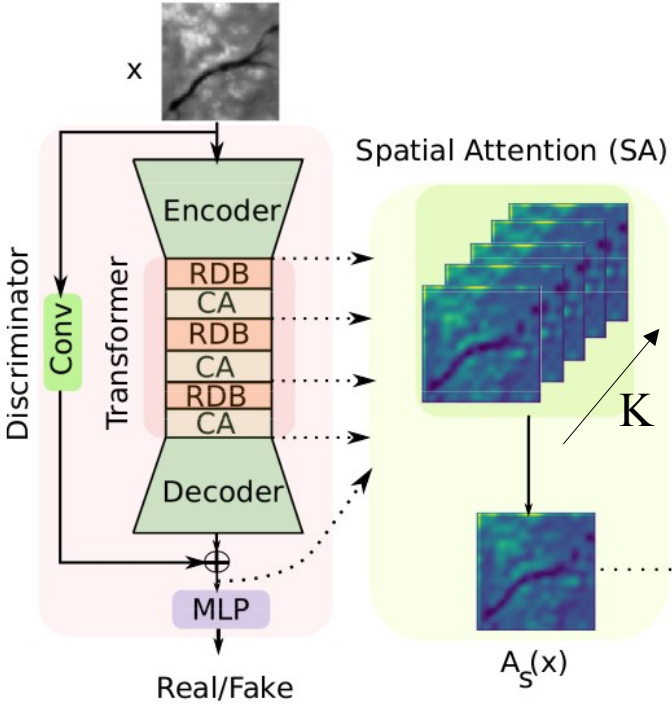 x
Spatial Attention (SA)
Encoder
Discriminator
Transformer
Conv
RDB
CA
RDB
CA
RDB
CA
K
Decoder
MLP
A_s(x)
Real/Fake